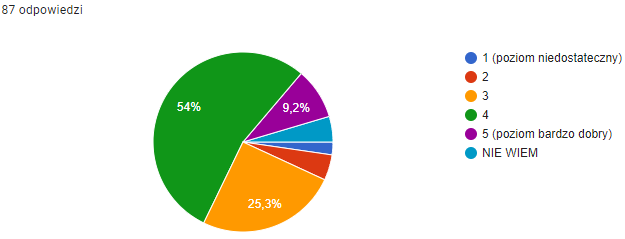 87 odpowiedzi
54%
9,2%
25,3%
1 (poziom niedostateczny)
2
3
4
5 (poziom bardzo dobry)
NIE WIEM